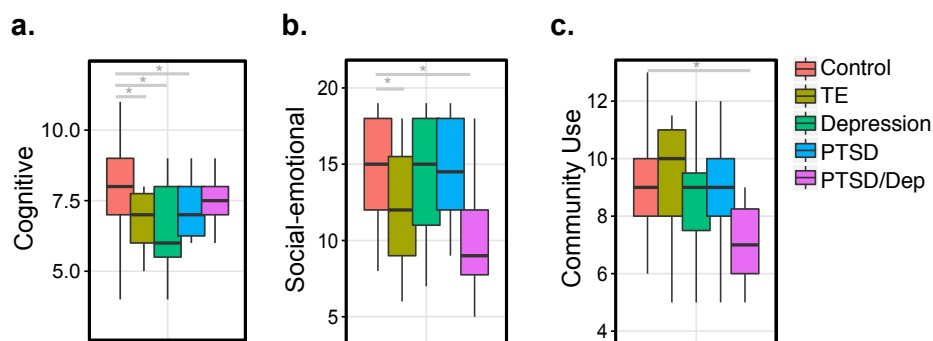 a.
Cognitive
10.0
7.5
5.0
*
*
*
b.
Social-emotional
20
15
10
5
*
*
c.
Community Use
12
10
8
6
4
*
Control
TE
Depression
PTSD
PTSD/Dep